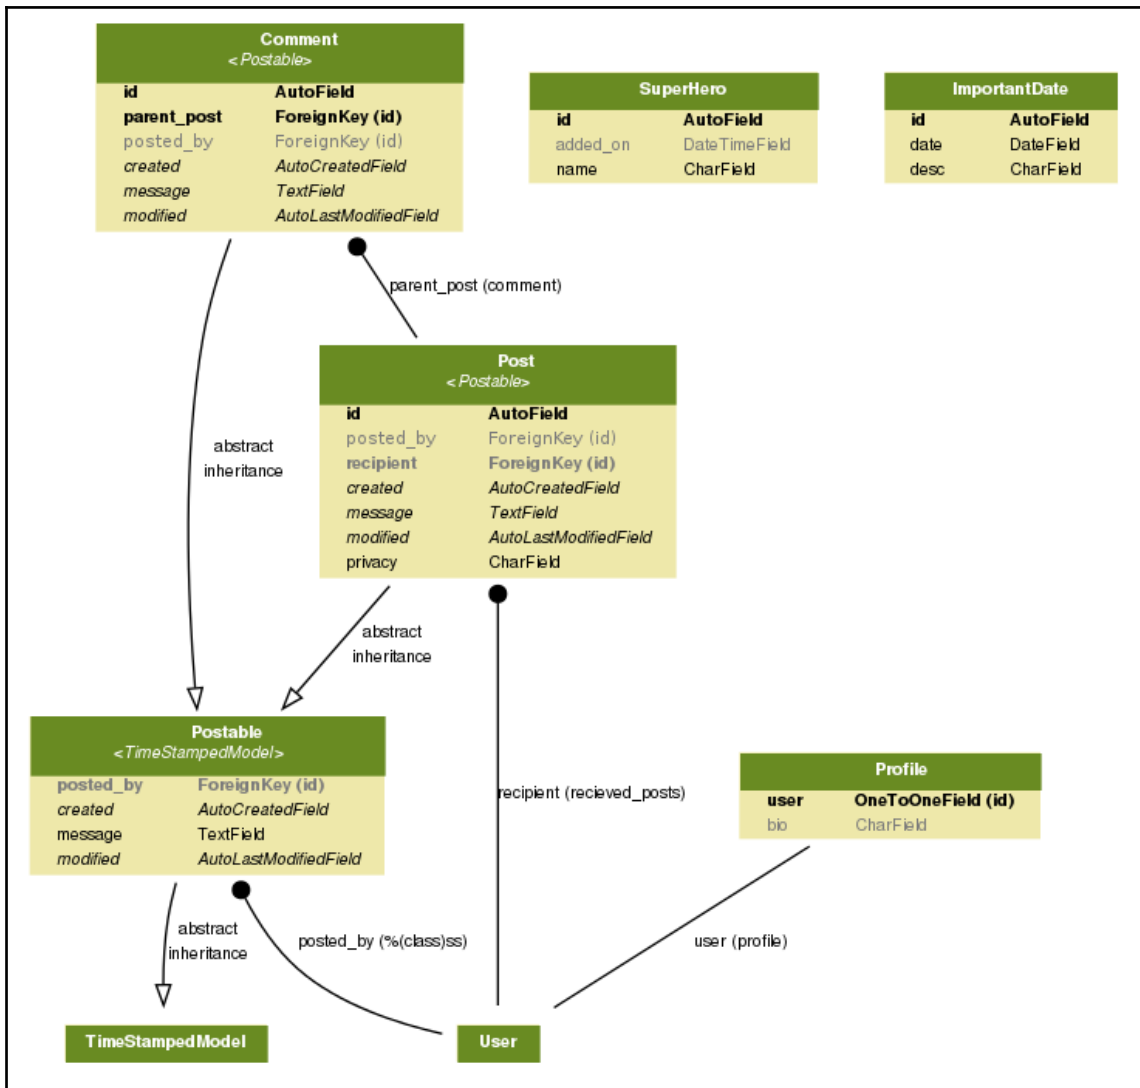 Comment
<Postable>
id AutoField
parent_post ForeignKey (id)
posted_by ForeignKey (id)
created AutoCreatedField
message TextField
modified AutoLastModifiedField
SuperHero
id AutoField
added_on DateTimeField
name CharField
ImportantDate
id AutoField
date DateField
desc CharField
parent_post (comment)
Post
<Postable>
id AutoField
posted_by ForeignKey (id)
recipient ForeignKey (id)
created AutoCreatedField
message TextField
modified AutoLastModifiedField
privacy CharField
abstract
inheritance
abstract
inheritance
Postable
<TimeStampedModel>
posted_by ForeignKey (id)
created AutoCreatedField
message TextField
modified AutoLastModifiedField
recipient (recieved_posts)
Profile
user OneToOneField (id)
bio CharField
abstract
inheritance
posted_by (%(class)ss)
user (profile)
TimeStampedModel
User